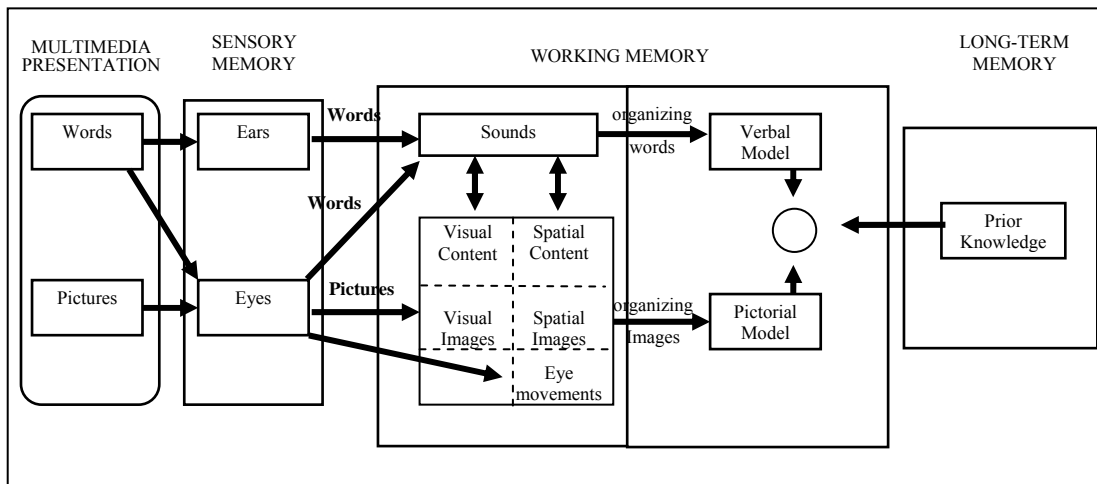 MULTIMEDIA
PRESENTATION
SENSORY
MEMORY
WORKING MEMORY
LONG-TERM
MEMORY
Words
Pictures
Ears
Eyes
Words
Words
Pictures
Sounds
Visual
Content
Spatial
Content
Visual
Images
Spatial
Images
Eye
movements
organizing
words
organizing
Images
Verbal
Model
Pictorial
Model
Prior
Knowledge